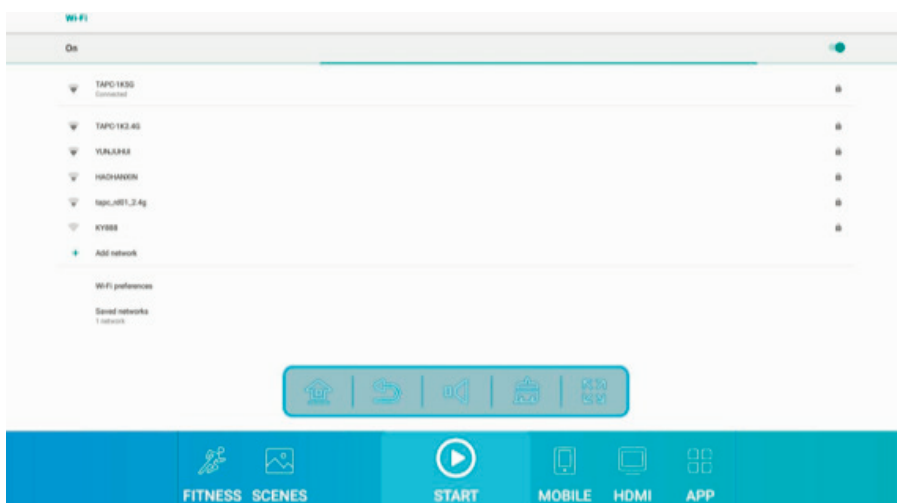 Wi-Fi
On
TAPO-1K5G
Connected
TAPO-1K2.4G
YUNJUHUI
HAOHANXIN
tapo_rd01_2.4g
KY888
Add network
Wi-Fi preferences
Saved networks
1 network
FITNESS SCENES START MOBILE HDMI APP